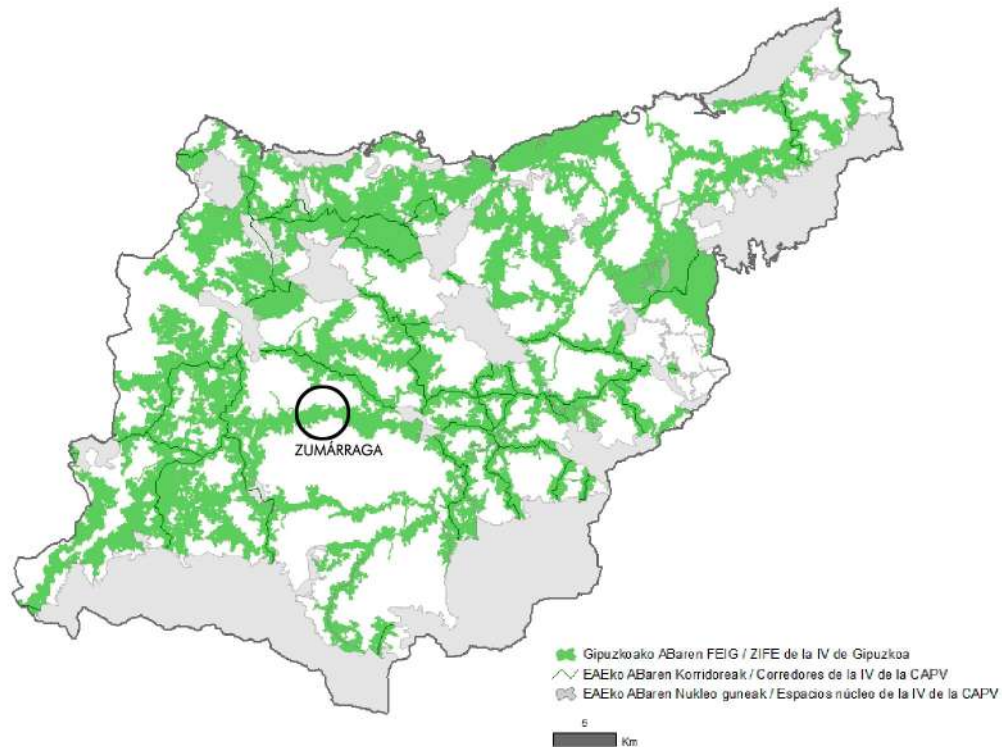 ZUMÁRRAGA
Gipuzkoako ABaren FEIG / ZIFE de la IV de Gipuzkoa
EAEko ABaren Korridoreak / Corredores de la IV de la CAPV
EAEko ABaren Nukleo guneak / Espacios núcleo de la IV de la CAPV
5
Km